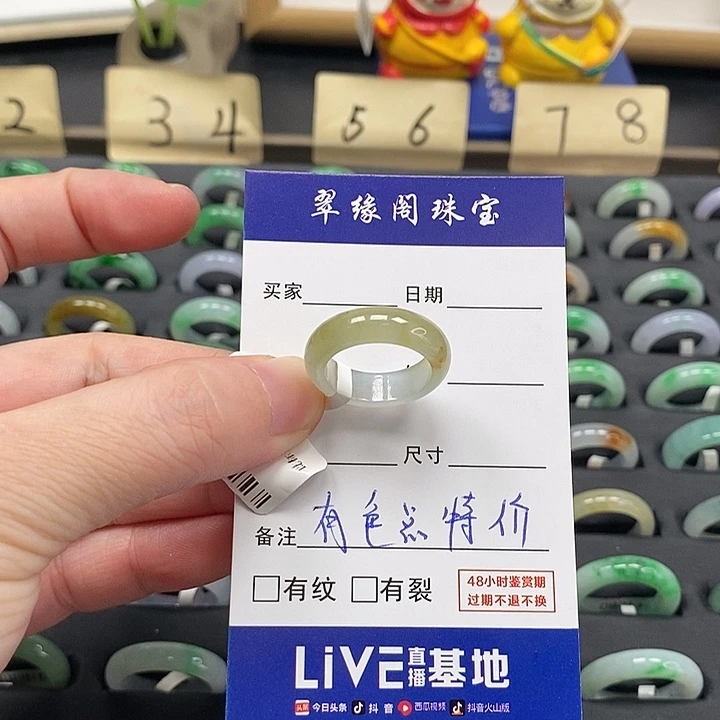 2
3 4
5 6
7 8
翠缘阁珠宝
买家 日期
尺寸
备注 有色点特价
有纹 有裂
48小时鉴赏期
过期不退不换
LiVE直播基地
头条 今日头条 抖音 西瓜视频 抖音火山版